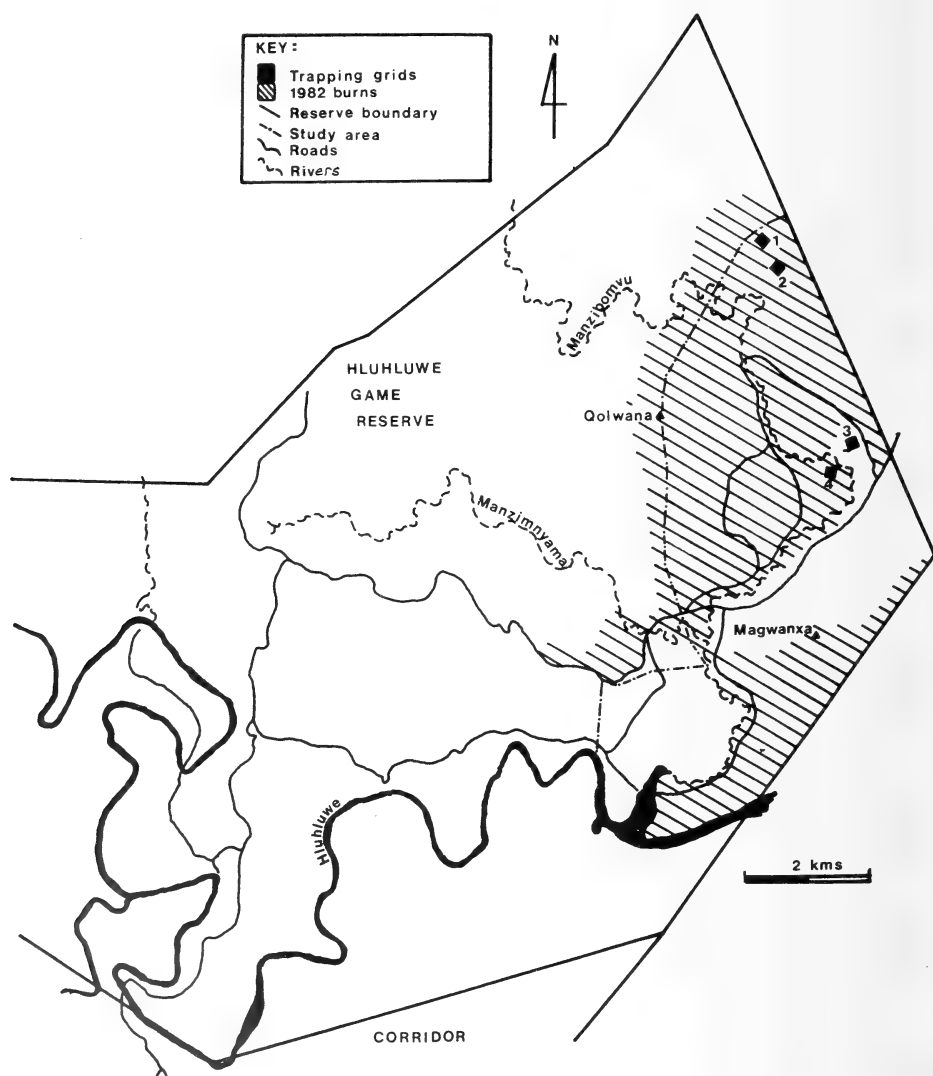 KEY:
Trapping grids
1982 burns
Reserve boundary
Study area
Roads
Rivers
N
1
2
Manzibomvu
HLUHLUWE
GAME
RESERVE
Qolwana
3
4
Manzimnyama
Magwanxa
Hluhluwe
2 kms
CORRIDOR